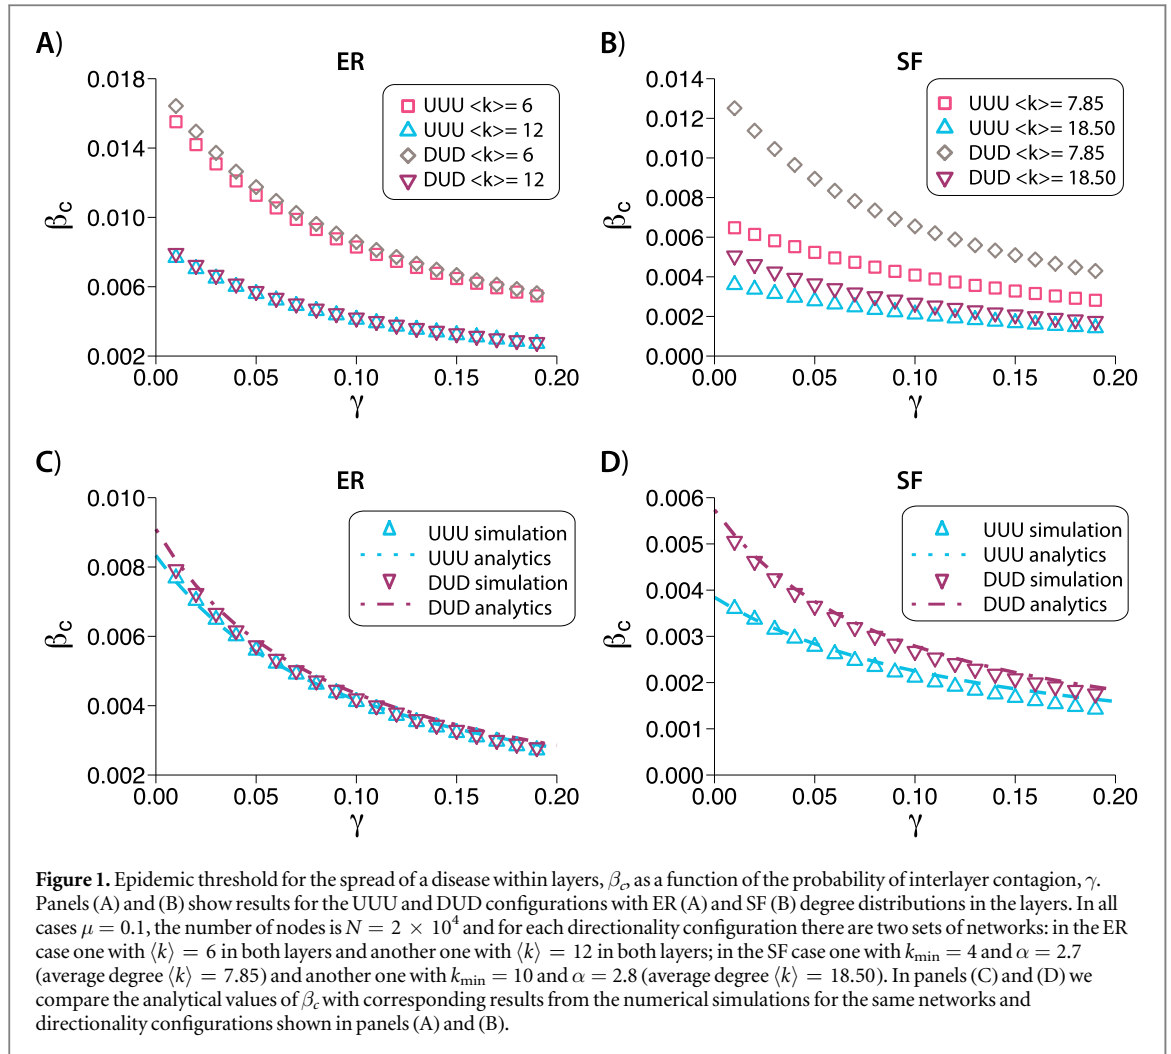 A)
ER
0.018
0.014
0.010
0.006
0.002
βc
0.00 0.05 0.10 0.15 0.20
γ
UUU <k>= 6
UUU <k>= 12
DUD <k>= 6
DUD <k>= 12
B)
SF
0.014
0.012
0.010
0.008
0.006
0.004
0.002
0.000
βc
0.00 0.05 0.10 0.15 0.20
γ
UUU <k>= 7.85
UUU <k>= 18.50
DUD <k>= 7.85
DUD <k>= 18.50
C)
ER
0.010
0.008
0.006
0.004
0.002
βc
0.00 0.05 0.10 0.15 0.20
γ
UUU simulation
UUU analytics
DUD simulation
DUD analytics
D)
SF
0.006
0.005
0.004
0.003
0.002
0.001
0.000
βc
0.00 0.05 0.10 0.15 0.20
γ
UUU simulation
UUU analytics
DUD simulation
DUD analytics
Figure 1. Epidemic threshold for the spread of a disease within layers, βc, as a function of the probability of interlayer contagion, γ.
Panels (A) and (B) show results for the UUU and DUD configurations with ER (A) and SF (B) degree distributions in the layers. In all
cases μ = 0.1, the number of nodes is N = 2 × 10⁴ and for each directionality configuration there are two sets of networks: in the ER
case one with ⟨k⟩ = 6 in both layers and another one with ⟨k⟩ = 12 in both layers; in the SF case one with kmin = 4 and α = 2.7
(average degree ⟨k⟩ = 7.85) and another one with kmin = 10 and α = 2.8 (average degree ⟨k⟩ = 18.50). In panels (C) and (D) we
compare the analytical values of βc with corresponding results from the numerical simulations for the same networks and
directionality configurations shown in panels (A) and (B).